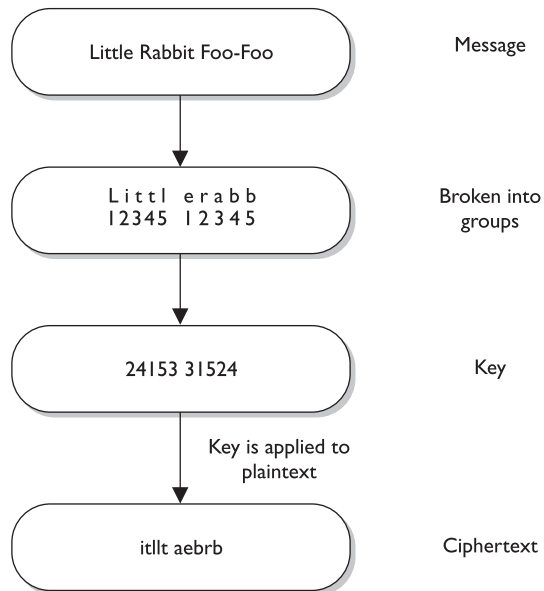 Little Rabbit Foo-Foo
Message
L i t t l  e r a b b
1 2 3 4 5  1 2 3 4 5
Broken into
groups
24153 31524
Key
Key is applied to
plaintext
itllt aebrb
Ciphertext